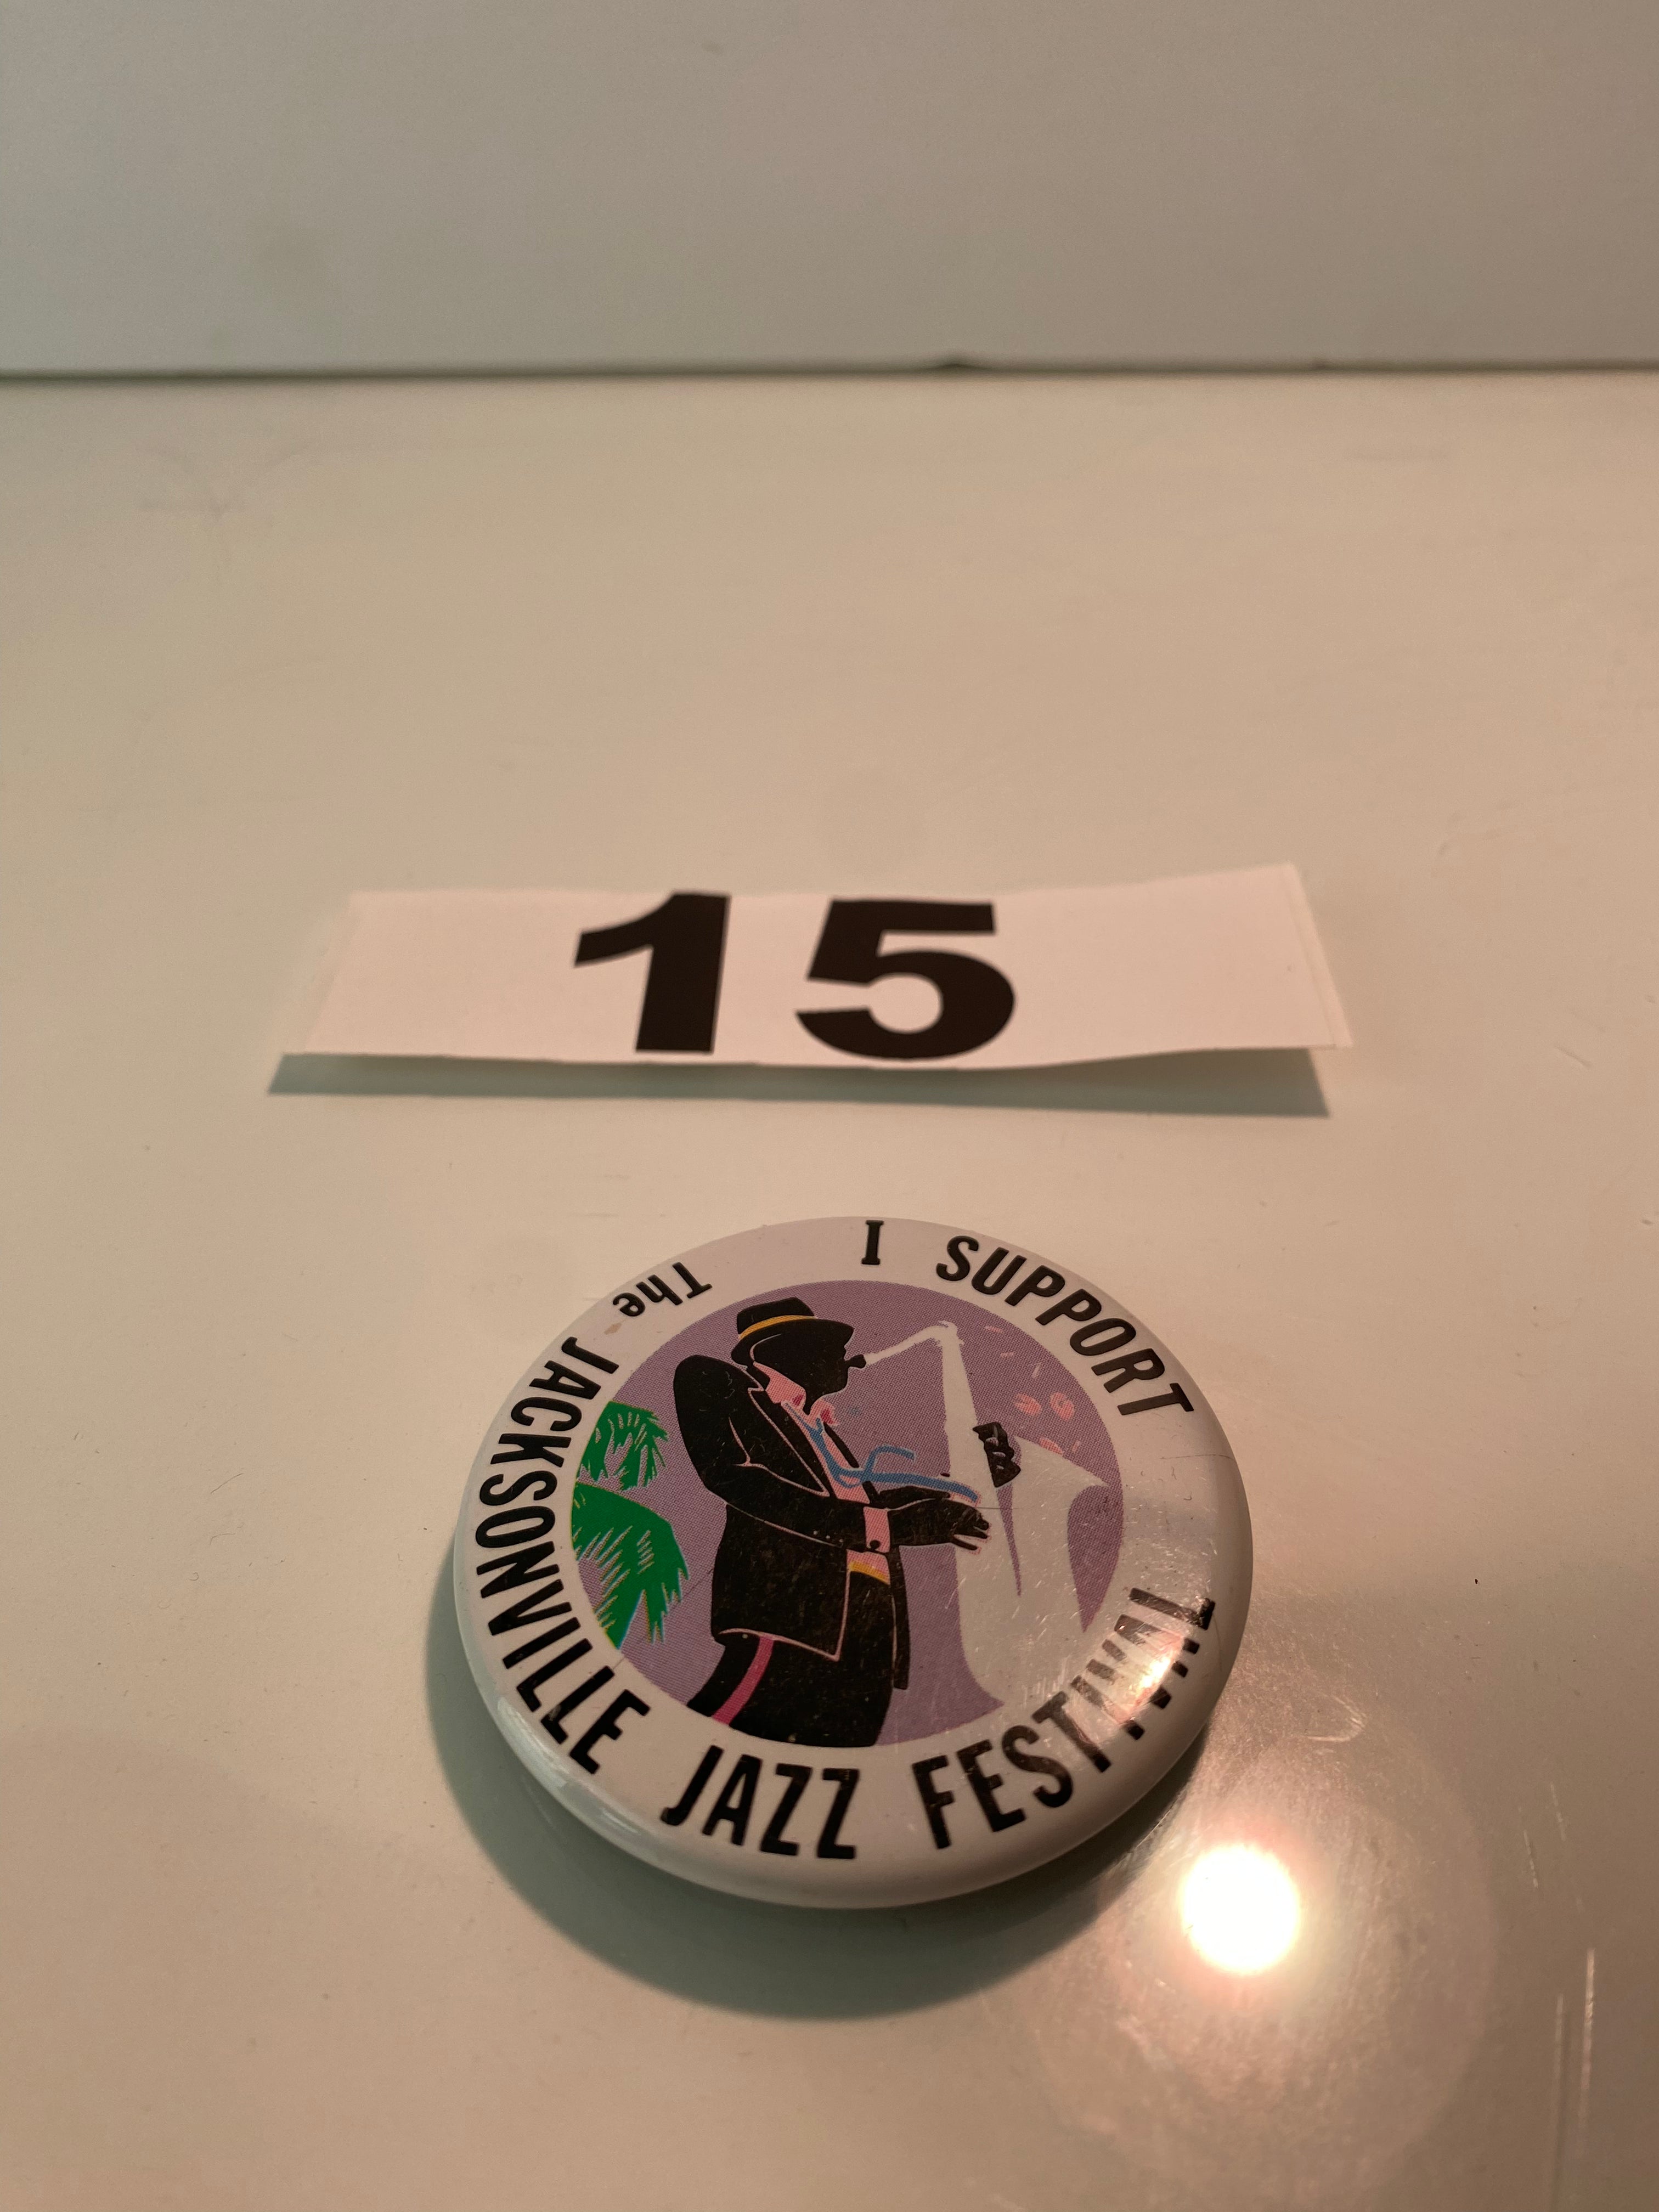 15
I SUPPORT
The JACKSONVILLE JAZZ FESTIVAL